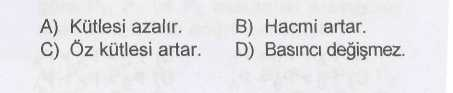 A) Kütlesi azalır. B) Hacmi artar.
C) Öz kütlesi artar. D) Basıncı değişmez.